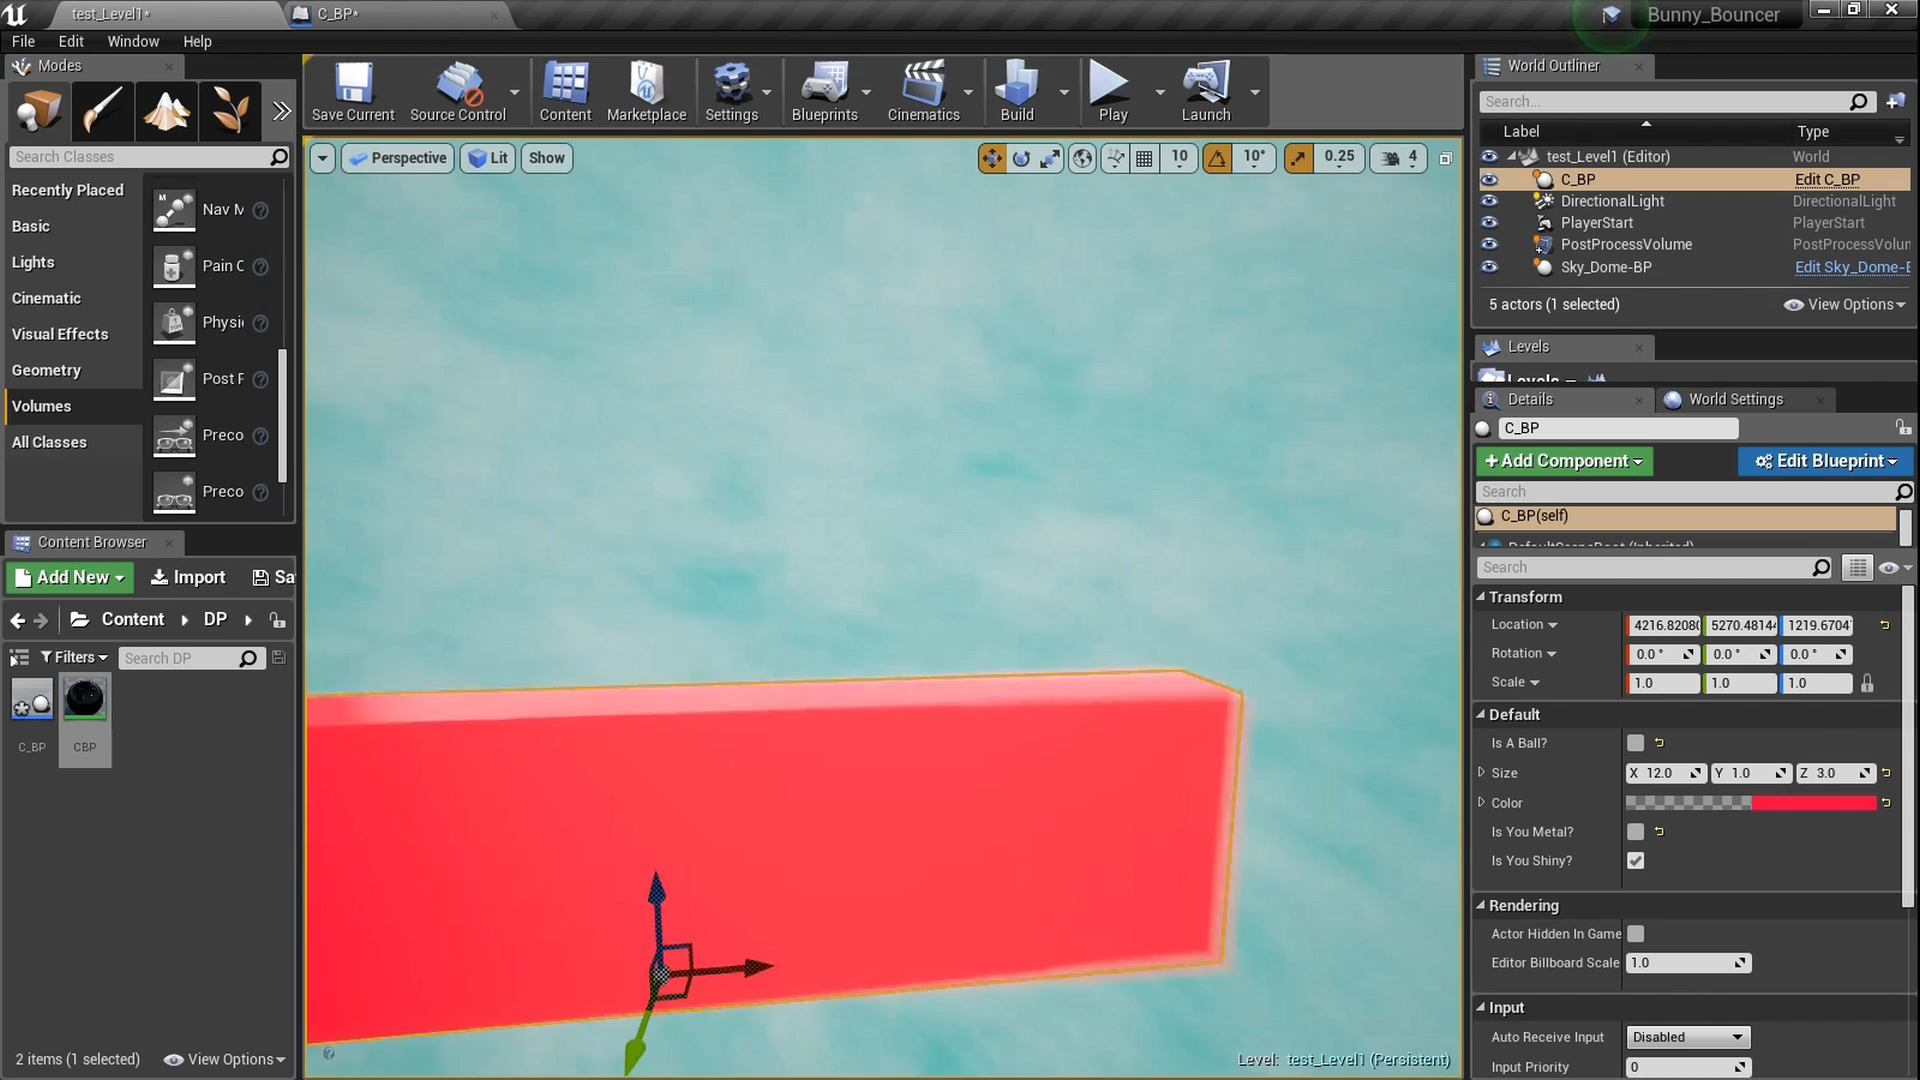 test_Level1*
C_BP*
Bunny_Bouncer
File Edit Window Help
Modes
Search Classes
Recently Placed
Basic
Lights
Cinematic
Visual Effects
Geometry
Volumes
All Classes
Nav M
Pain C
Physi
Post P
Preco
Preco
Save Current
Source Control
Content
Marketplace
Settings
Blueprints
Cinematics
Build
Play
Launch
Perspective
Lit
Show
10
10°
0.25
4
Level: test_Level1 (Persistent)
Content Browser
Add New
Import
Sa
Content DP
Filters
Search DP
C_BP
CBP
2 items (1 selected)
View Options
World Outliner
Search...
Label Type
test_Level1 (Editor) World
C_BP Edit C_BP
DirectionalLight DirectionalLight
PlayerStart PlayerStart
PostProcessVolume PostProcessVolun
Sky_Dome-BP Edit Sky_Dome-B
5 actors (1 selected)
View Options
Levels
Levels
Details
World Settings
C_BP
+Add Component
Edit Blueprint
Search
C_BP(self)
DefaultSceneRoot (Inherited)
Search
Transform
Location 4216.8208 5270.4814 1219.6704
Rotation 0.0 ° 0.0 ° 0.0 °
Scale 1.0 1.0 1.0
Default
Is A Ball?
Size X 12.0 Y 1.0 Z 3.0
Color
Is You Metal?
Is You Shiny?
Rendering
Actor Hidden In Game
Editor Billboard Scale 1.0
Input
Auto Receive Input Disabled
Input Priority 0